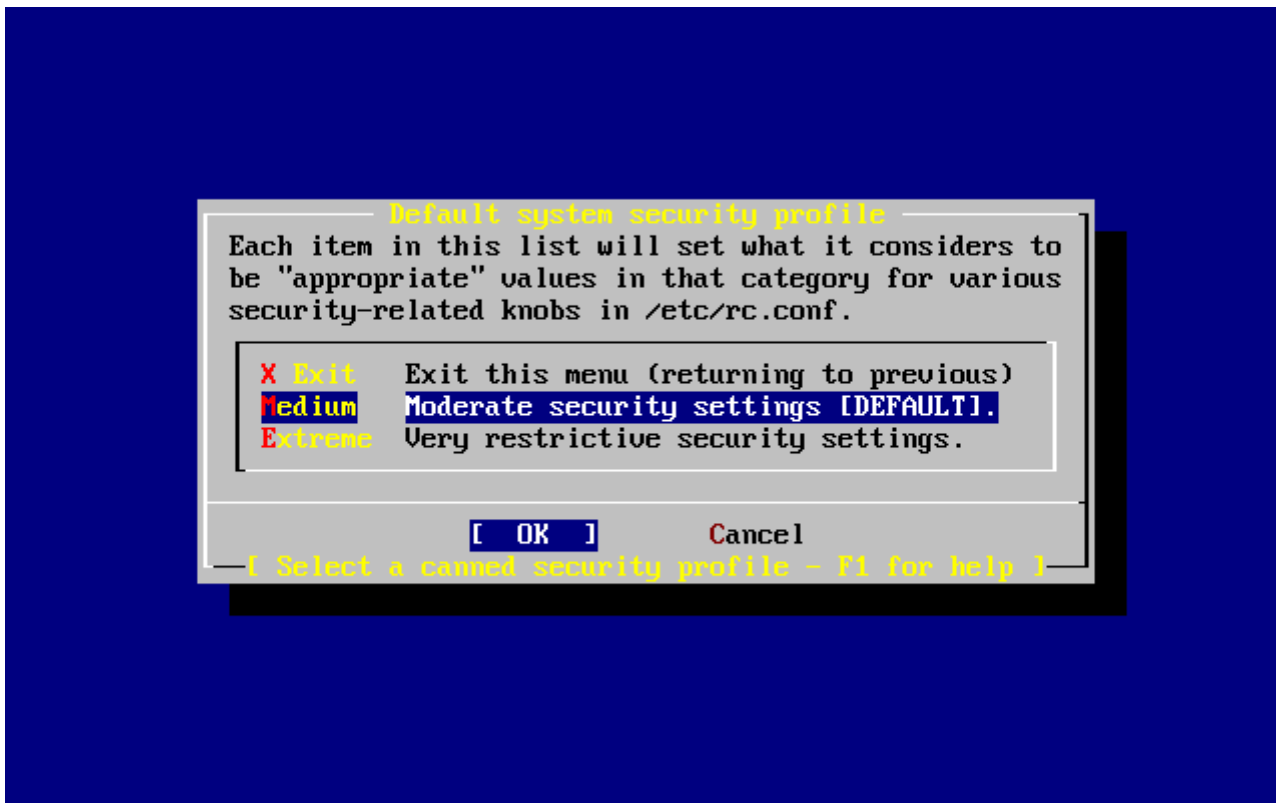 Default system security profile
Each item in this list will set what it considers to
be "appropriate" values in that category for various
security-related knobs in /etc/rc.conf.
X Exit Exit this menu (returning to previous)
Medium Moderate security settings [DEFAULT].
Extreme Very restrictive security settings.
[ OK ] Cancel
[ Select a canned security profile - F1 for help ]